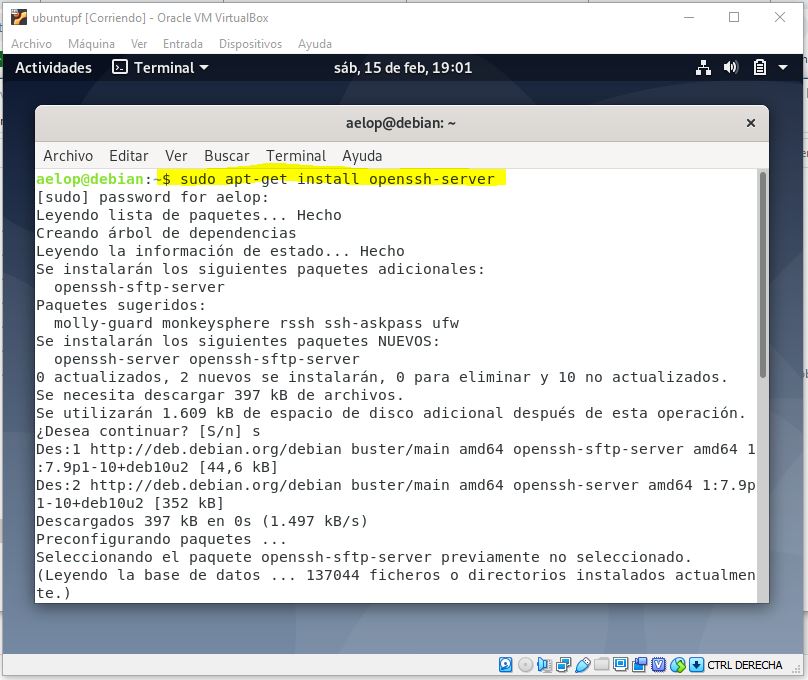 ubuntupf [Corriendo] - Oracle VM VirtualBox
Archivo Máquina Ver Entrada Dispositivos Ayuda
Actividades Terminal sáb, 15 de feb, 19:01
aelop@debian: ~
Archivo Editar Ver Buscar Terminal Ayuda
aelop@debian:~$ sudo apt-get install openssh-server
[sudo] password for aelop:
Leyendo lista de paquetes... Hecho
Creando árbol de dependencias
Leyendo la información de estado... Hecho
Se instalarán los siguientes paquetes adicionales:
openssh-sftp-server
Paquetes sugeridos:
molly-guard monkeysphere rssh ssh-askpass ufw
Se instalarán los siguientes paquetes NUEVOS:
openssh-server openssh-sftp-server
0 actualizados, 2 nuevos se instalarán, 0 para eliminar y 10 no actualizados.
Se necesita descargar 397 kB de archivos.
Se utilizarán 1.609 kB de espacio de disco adicional después de esta operación.
¿Desea continuar? [S/n] s
Des:1 http://deb.debian.org/debian buster/main amd64 openssh-sftp-server amd64 1
:7.9p1-10+deb10u2 [44,6 kB]
Des:2 http://deb.debian.org/debian buster/main amd64 openssh-server amd64 1:7.9p
1-10+deb10u2 [352 kB]
Descargados 397 kB en 0s (1.497 kB/s)
Preconfigurando paquetes ...
Seleccionando el paquete openssh-sftp-server previamente no seleccionado.
(Leyendo la base de datos ... 137044 ficheros o directorios instalados actualmen
te.)
CTRL DERECHA